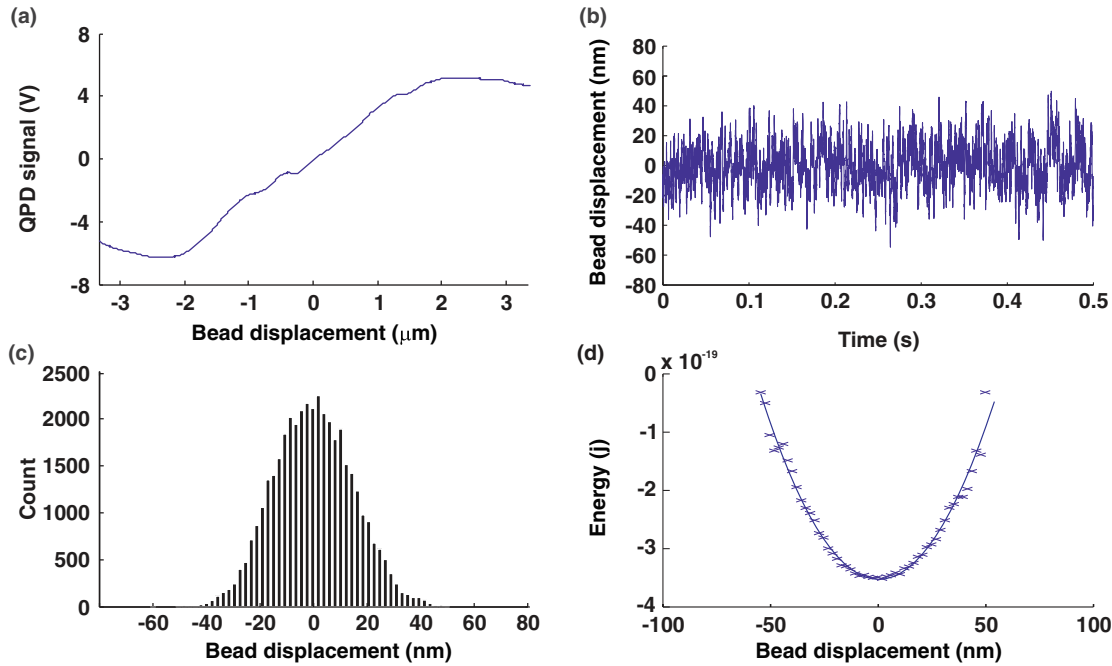 (a)
8
4
0
-4
-8
QPD signal (V)
-3 -2 -1 0 1 2 3
Bead displacement (μm)
(b)
80
60
40
20
0
-20
-40
-60
-80
Bead displacement (nm)
0 0.1 0.2 0.3 0.4 0.5
Time (s)
(c)
2500
2000
1500
1000
500
0
Count
-60 -40 -20 0 20 40 60 80
Bead displacement (nm)
(d)
x 10⁻¹⁹
0
-1
-2
-3
-4
Energy (j)
-100 -50 0 50 100
Bead displacement (nm)